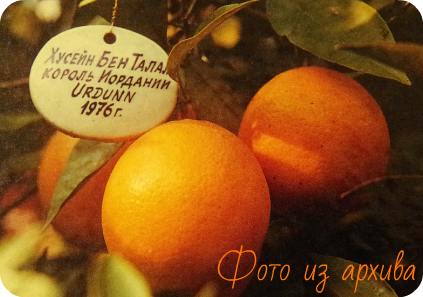 Хусейн Бен Талал
король Иордании
URDUNN
1976 г.
Фото из архива